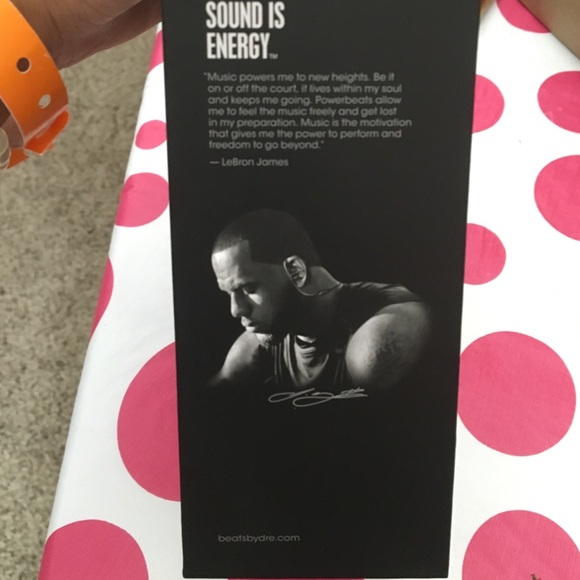 SOUND IS
ENERGY™
"Music powers me to new heights. Be it
on or off the court, it lives within my soul
and keeps me going. Powerbeats allow
me to feel the music freely and get lost
in my preparation. Music is the motivation
that gives me the power to perform and
freedom to go beyond."
— LeBron James
beatsbydre.com